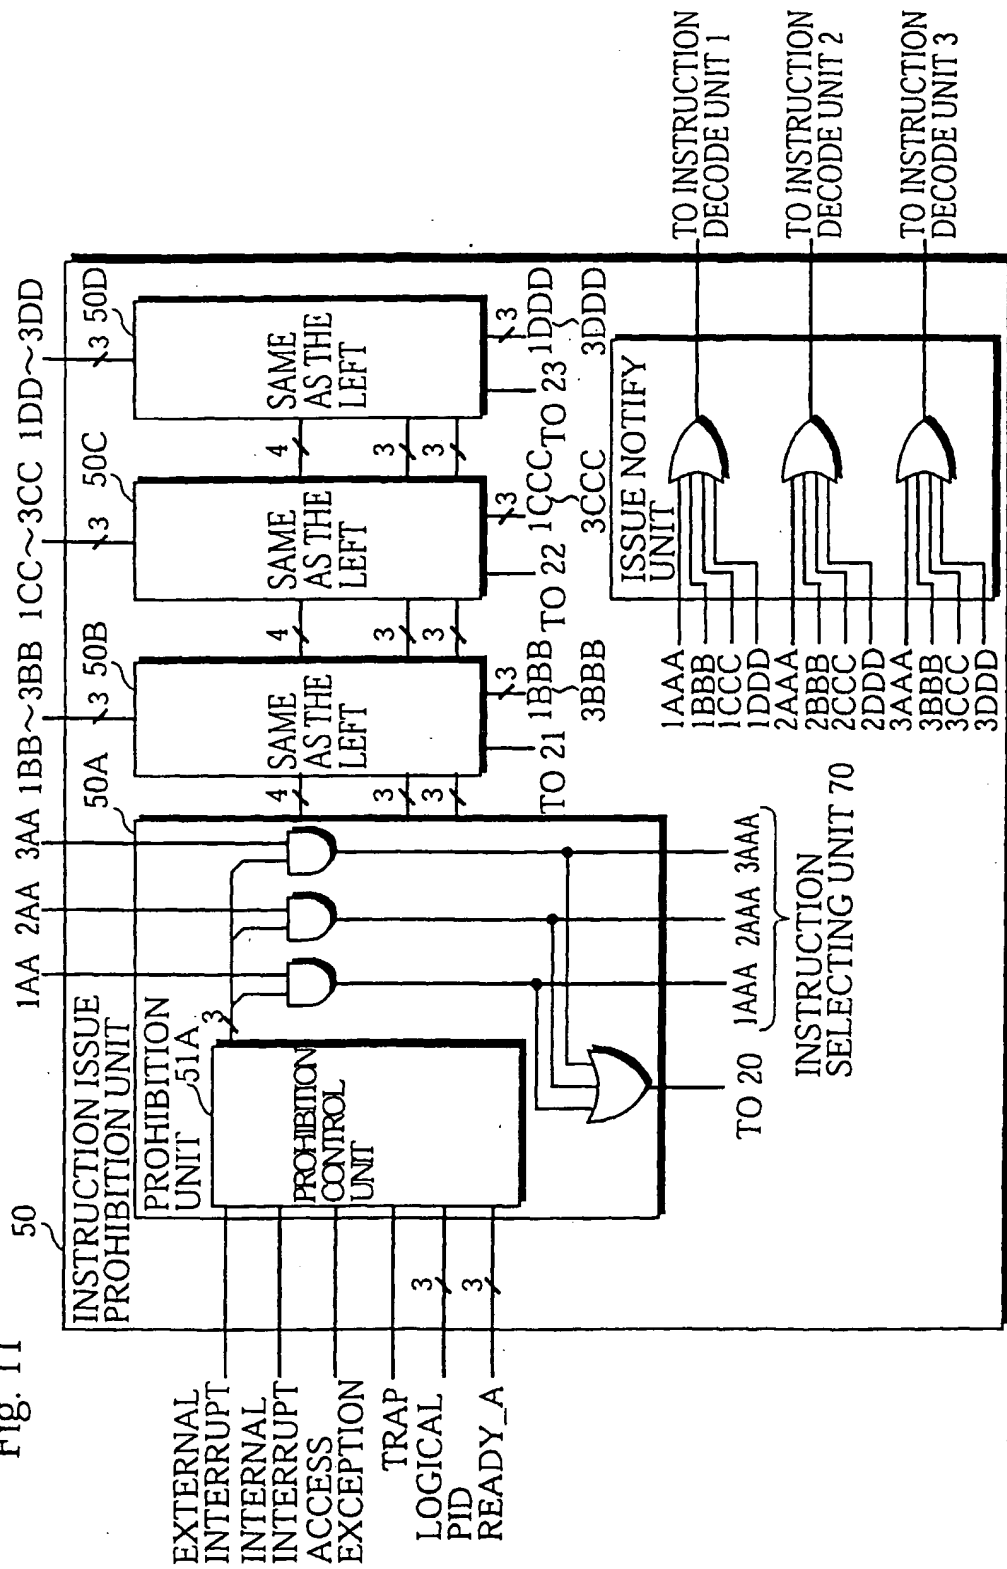 Fig. 11
50
INSTRUCTION ISSUE
PROHIBITION UNIT
1AA 2AA 3AA 1BB~3BB 1CC~3CC 1DD~3DD
50A
50B
50C
50D
3
3
3
PROHIBITION
UNIT
51A
3
PROHIBITION
CONTROL
UNIT
EXTERNAL
INTERRUPT
INTERNAL
INTERRUPT
ACCESS
EXCEPTION
TRAP
LOGICAL
PID
READY_A
3
3
SAME
AS THE
LEFT
SAME
AS THE
LEFT
SAME
AS THE
LEFT
4
3
3
4
3
3
4
3
3
TO 20
1AAA 2AAA 3AAA
INSTRUCTION
SELECTING UNIT 70
TO 21
3
1BBB
~
3BBB
TO 22
3
1CCC
~
3CCC
TO 23
3
1DDD
~
3DDD
ISSUE NOTIFY
UNIT
1AAA
1BBB
1CCC
1DDD
2AAA
2BBB
2CCC
2DDD
3AAA
3BBB
3CCC
3DDD
TO INSTRUCTION
DECODE UNIT 1
TO INSTRUCTION
DECODE UNIT 2
TO INSTRUCTION
DECODE UNIT 3